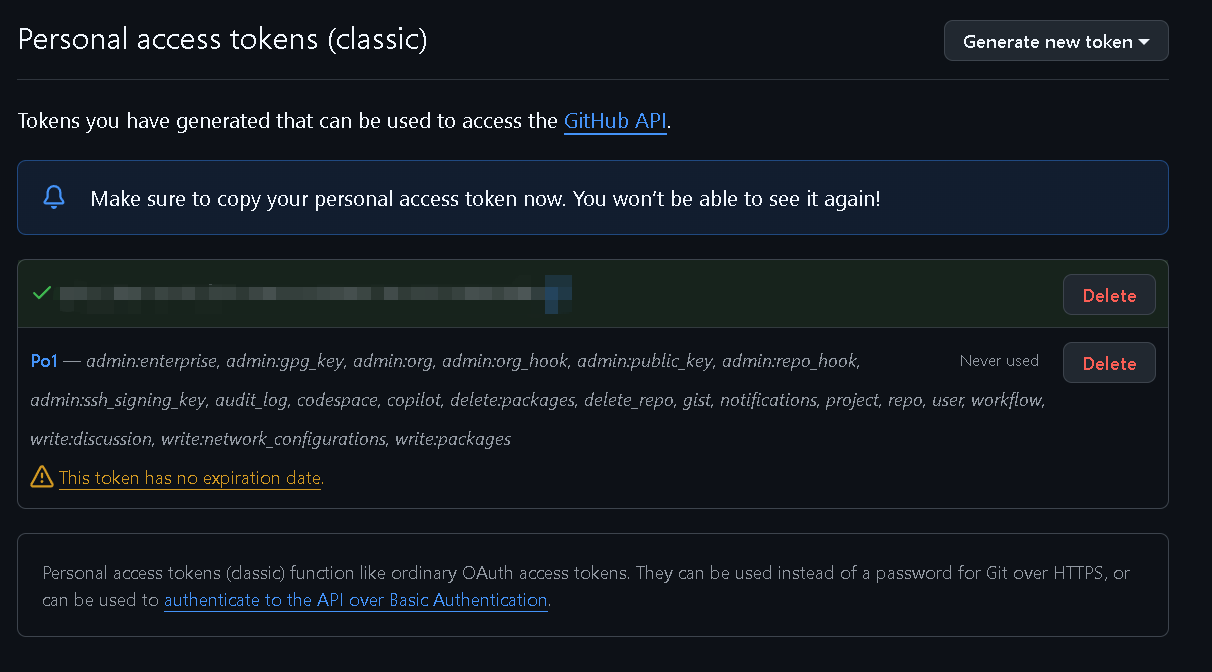 Personal access tokens (classic)
Generate new token
Tokens you have generated that can be used to access the GitHub API.
Make sure to copy your personal access token now. You won’t be able to see it again!
Delete
Po1 — admin:enterprise, admin:gpg_key, admin:org, admin:org_hook, admin:public_key, admin:repo_hook,
Never used
Delete
admin:ssh_signing_key, audit_log, codespace, copilot, delete:packages, delete_repo, gist, notifications, project, repo, user, workflow,
write:discussion, write:network_configurations, write:packages
This token has no expiration date.
Personal access tokens (classic) function like ordinary OAuth access tokens. They can be used instead of a password for Git over HTTPS, or
can be used to authenticate to the API over Basic Authentication.